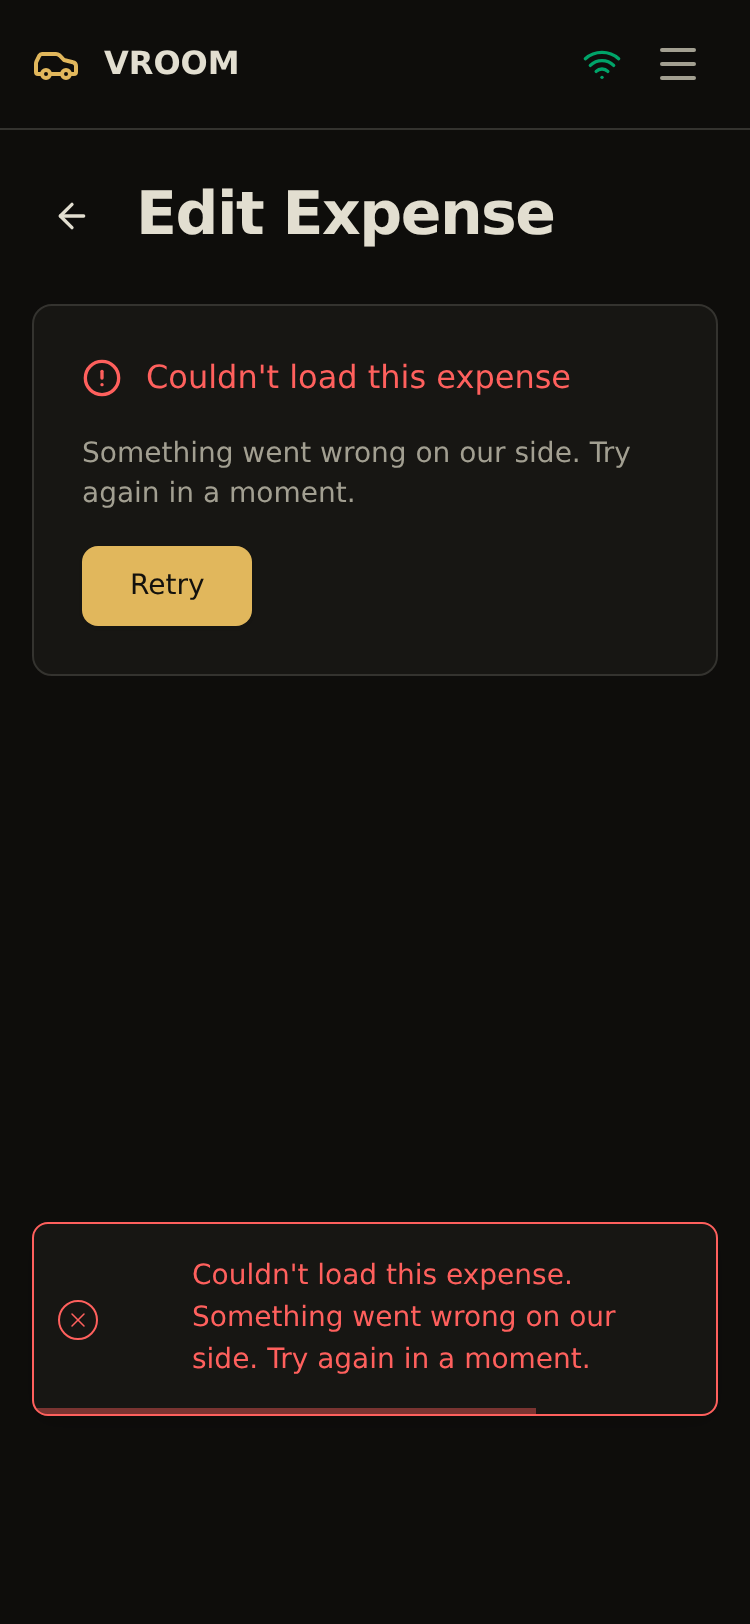 VROOM
Edit Expense
Couldn't load this expense
Something went wrong on our side. Try
again in a moment.
Retry
Couldn't load this expense.
Something went wrong on our
side. Try again in a moment.